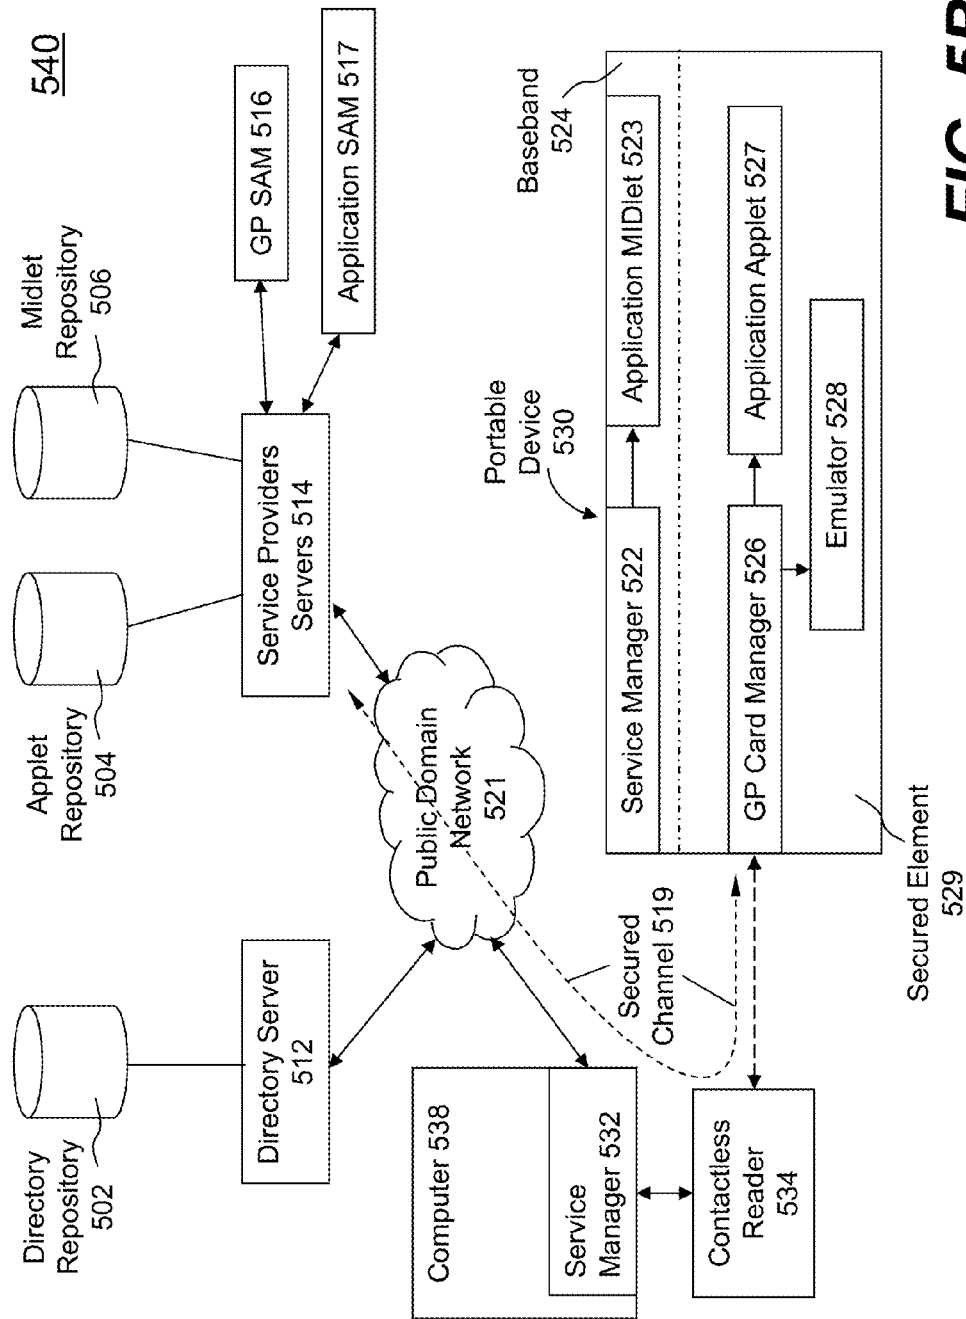 540
Directory
Repository
502
Applet
Repository
504
Midlet
Repository
506
Directory Server
512
Service Providers
Servers 514
GP SAM 516
Application SAM 517
Public Domain
Network
521
Computer 538
Service
Manager 532
Contactless
Reader
534
Secured
Channel 519
Portable
Device
530
Baseband
524
Service Manager 522
Application MIDlet 523
GP Card Manager 526
Application Applet 527
Emulator 528
Secured Element
529
FIG. 5B